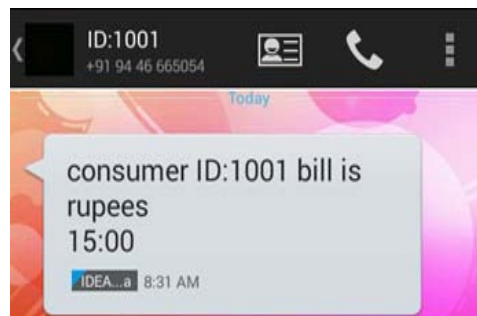 ID:1001
+91 94 46 665054
Today
consumer ID:1001 bill is
rupees
15:00
IDEA...a 8:31 AM